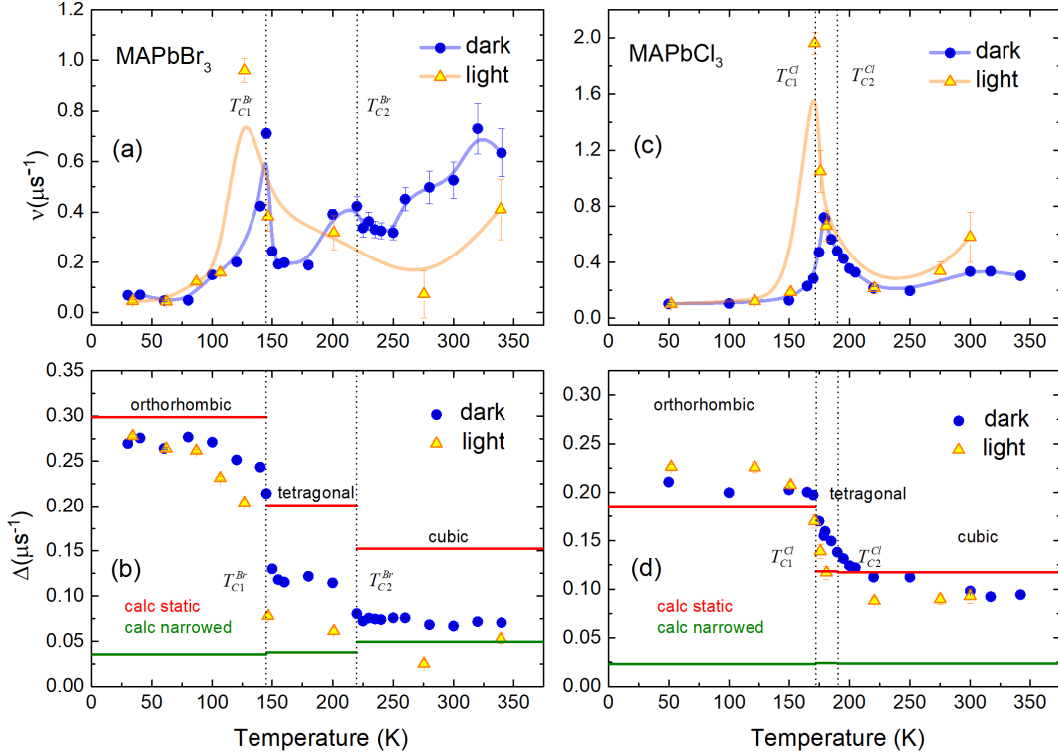 MAPbBr₃
dark
light
T_C1^Br
T_C2^Br
(a)
ν(μs⁻¹)
1.2
1.0
0.8
0.6
0.4
0.2
0.0
0 50 100 150 200 250 300 350
MAPbCl₃
dark
light
T_C1^Cl
T_C2^Cl
(c)
ν(μs⁻¹)
2.0
1.6
1.2
0.8
0.4
0.0
0 50 100 150 200 250 300 350
orthorhombic
dark
light
tetragonal
cubic
T_C1^Br
T_C2^Br
(b)
calc static
calc narrowed
Δ(μs⁻¹)
0.35
0.30
0.25
0.20
0.15
0.10
0.05
0.00
0 50 100 150 200 250 300 350
Temperature (K)
orthorhombic
dark
light
tetragonal
T_C1^Cl
T_C2^Cl
cubic
(d)
calc static
calc narrowed
0.30
0.25
0.20
0.15
0.10
0.05
0.00
0 50 100 150 200 250 300 350
Temperature (K)